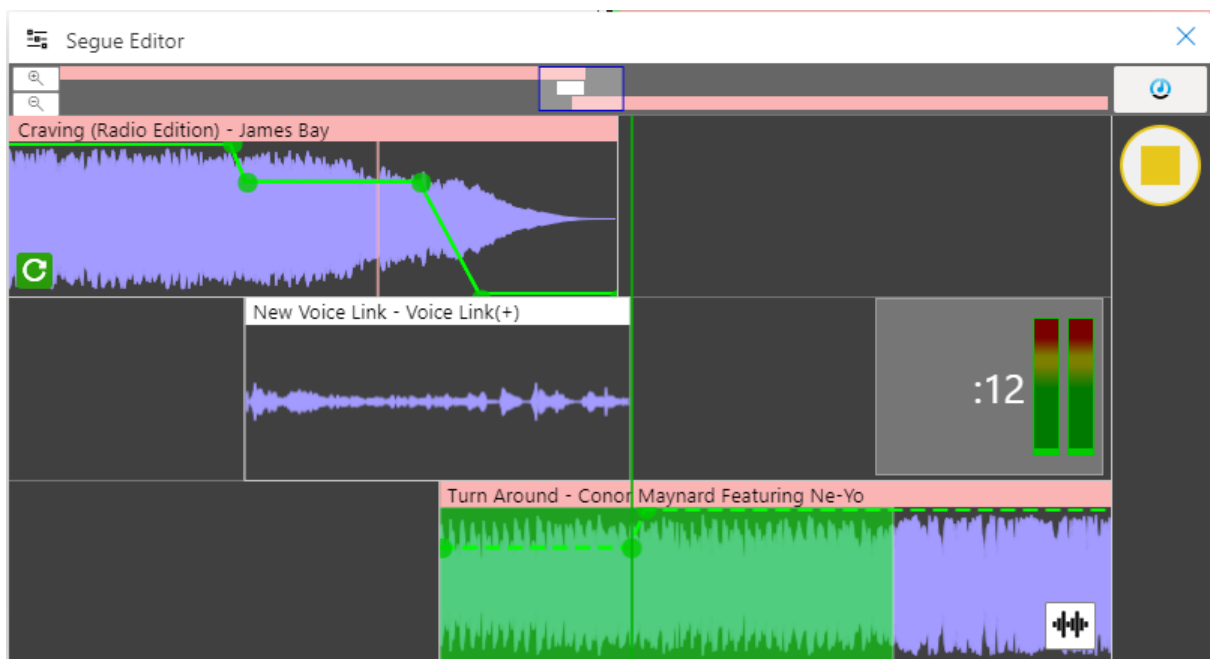 Segue Editor
Craving (Radio Edition) - James Bay
New Voice Link - Voice Link(+)
:12
Turn Around - Conor Maynard Featuring Ne-Yo